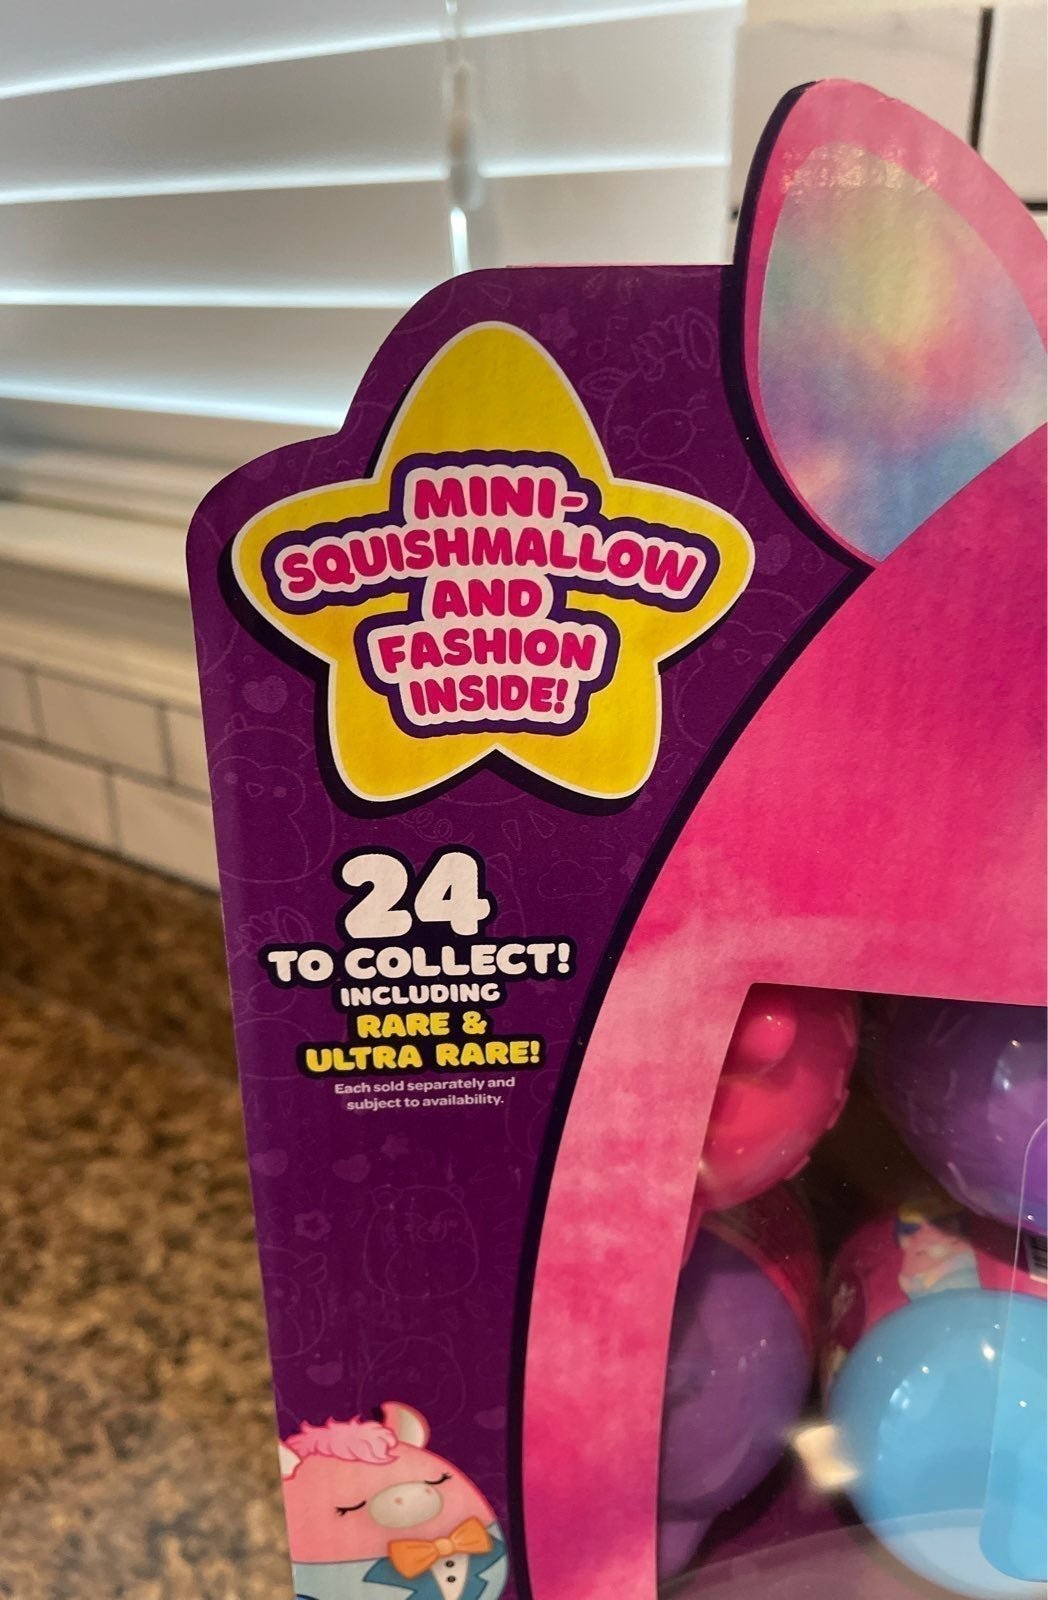 MINI-
SQUISHMALLOW
AND
FASHION
INSIDE!
24
TO COLLECT!
INCLUDING
RARE &
ULTRA RARE!
Each sold separately and
subject to availability.